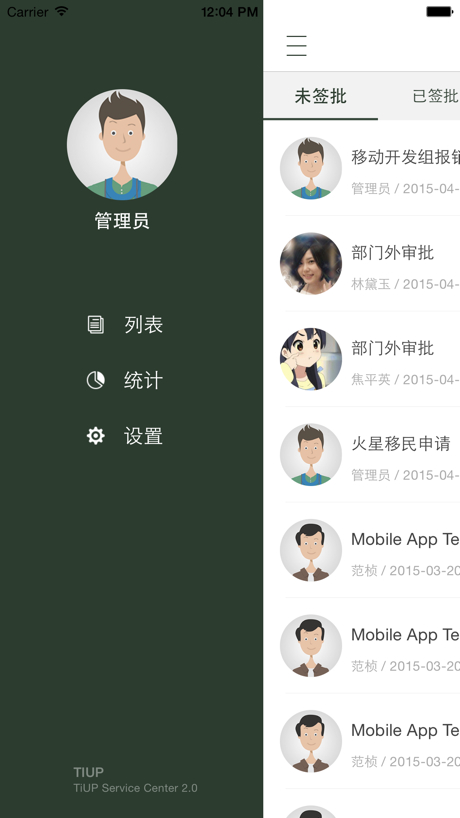 Carrier 12:04 PM
管理员
列表
统计
设置
TIUP
TiUP Service Center 2.0
未签批 已签批
移动开发组报销
管理员 / 2015-04-
部门外审批
林黛玉 / 2015-04-
部门外审批
焦平英 / 2015-04-
火星移民申请
管理员 / 2015-04-
Mobile App Te
范桢 / 2015-03-20
Mobile App Te
范桢 / 2015-03-20
Mobile App Te
范桢 / 2015-03-20